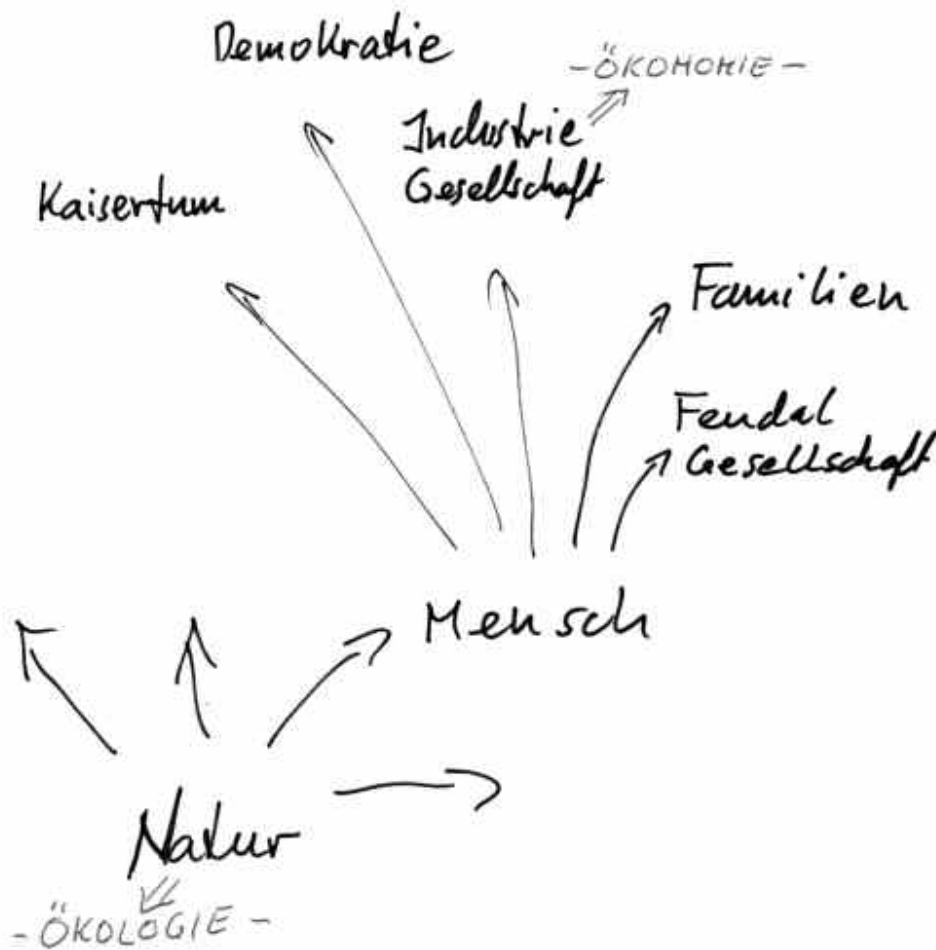 Demokratie
- ÖKONOMIE -
Industrie
Gesellschaft
Kaisertum
Familien
Feudal
Gesellschaft
Mensch
Natur
- ÖKOLOGIE -